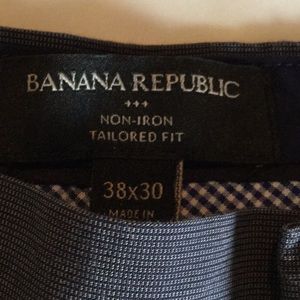 BANANA REPUBLIC
+++
NON-IRON
TAILORED FIT
38x30
MADE IN